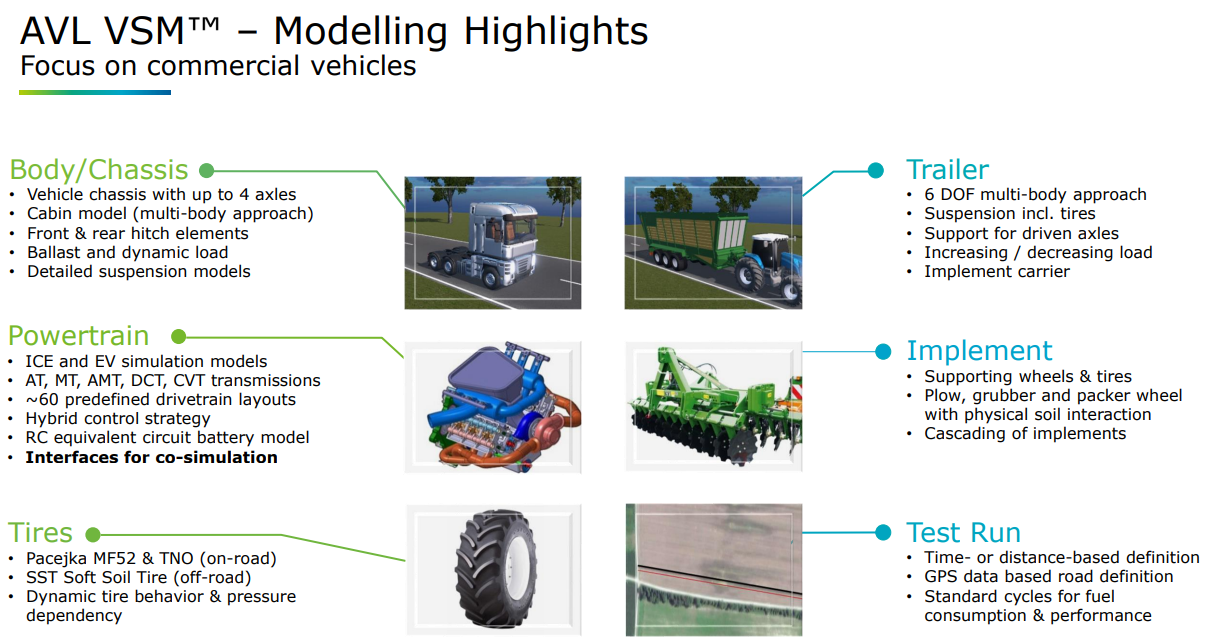 AVL VSM™ – Modelling Highlights
Focus on commercial vehicles
Body/Chassis
• Vehicle chassis with up to 4 axles
• Cabin model (multi-body approach)
• Front & rear hitch elements
• Ballast and dynamic load
• Detailed suspension models
Powertrain
• ICE and EV simulation models
• AT, MT, AMT, DCT, CVT transmissions
• ~60 predefined drivetrain layouts
• Hybrid control strategy
• RC equivalent circuit battery model
• Interfaces for co-simulation
Tires
• Pacejka MF52 & TNO (on-road)
• SST Soft Soil Tire (off-road)
• Dynamic tire behavior & pressure
dependency
Trailer
• 6 DOF multi-body approach
• Suspension incl. tires
• Support for driven axles
• Increasing / decreasing load
• Implement carrier
Implement
• Supporting wheels & tires
• Plow, grubber and packer wheel
with physical soil interaction
• Cascading of implements
Test Run
• Time- or distance-based definition
• GPS data based road definition
• Standard cycles for fuel
consumption & performance